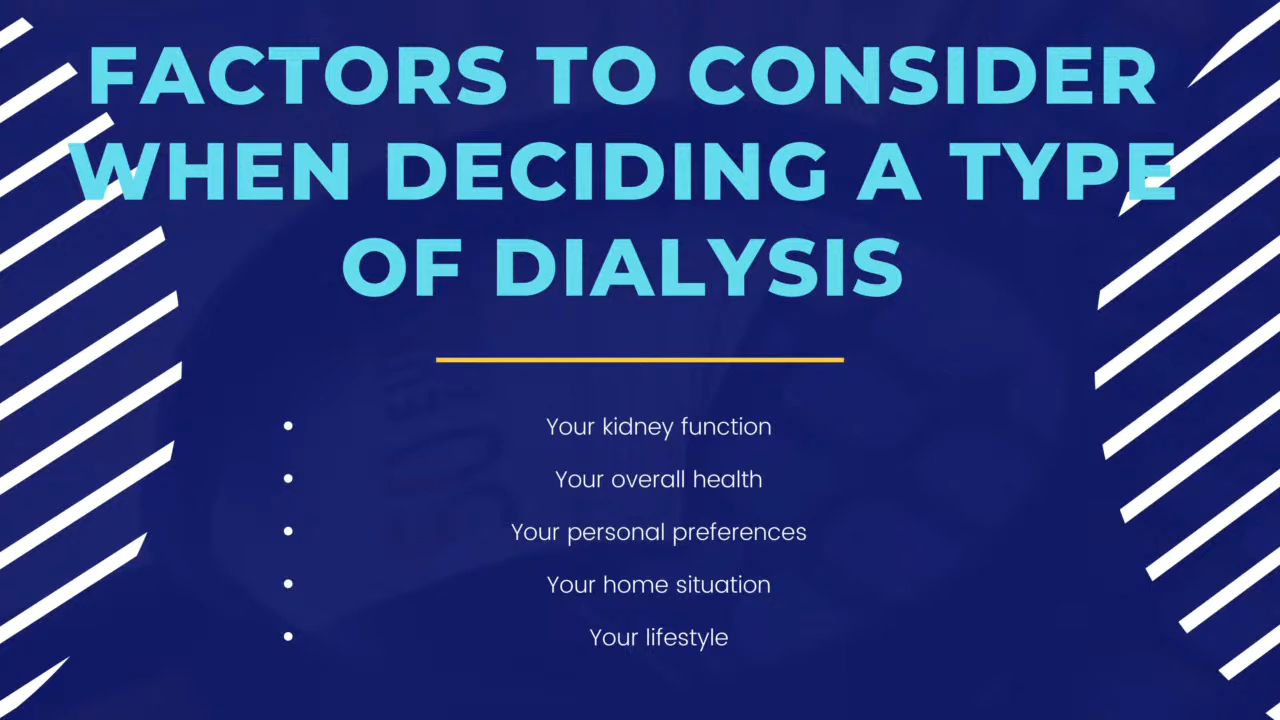 FACTORS TO CONSIDER
WHEN DECIDING A TYPE
OF DIALYSIS
• Your kidney function
• Your overall health
• Your personal preferences
• Your home situation
• Your lifestyle